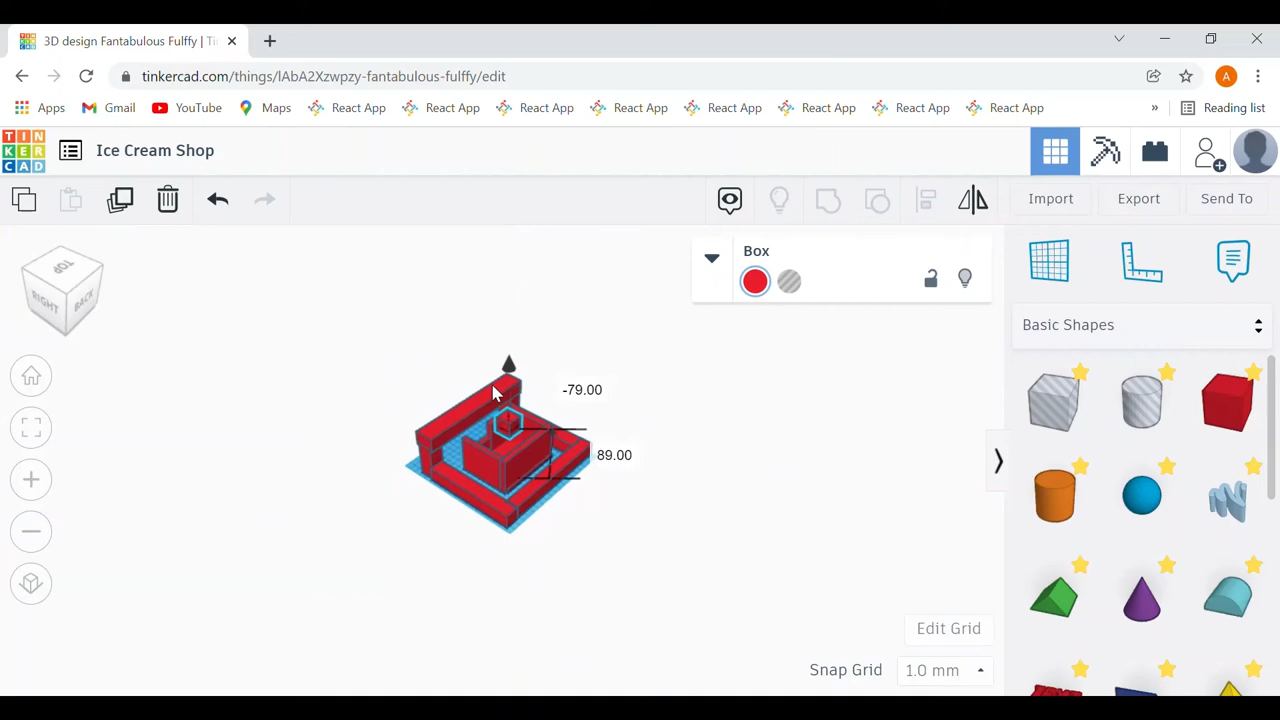 3D design Fantabulous Fulffy | Ti
tinkercad.com/things/lAbA2Xzwpzy-fantabulous-fulffy/edit
A
Apps Gmail YouTube Maps React App React App React App React App React App React App React App React App » Reading list
TIN
KER
CAD
Ice Cream Shop
Import Export Send To
Box
TOP
RIGHT BACK
Basic Shapes
-79.00
89.00
Edit Grid
Snap Grid 1.0 mm